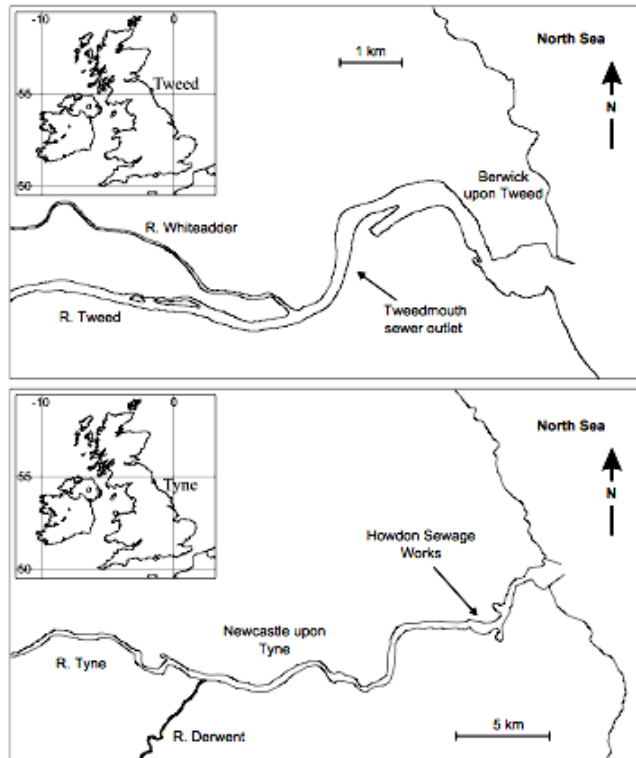 -10
0
Tweed
55
50
1 km
North Sea
N
Berwick
upon Tweed
R. Whiteadder
R. Tweed
Tweedmouth
sewer outlet
-10
0
55
Tyne
50
North Sea
N
Howdon Sewage
Works
Newcastle upon
Tyne
R. Tyne
R. Derwent
5 km